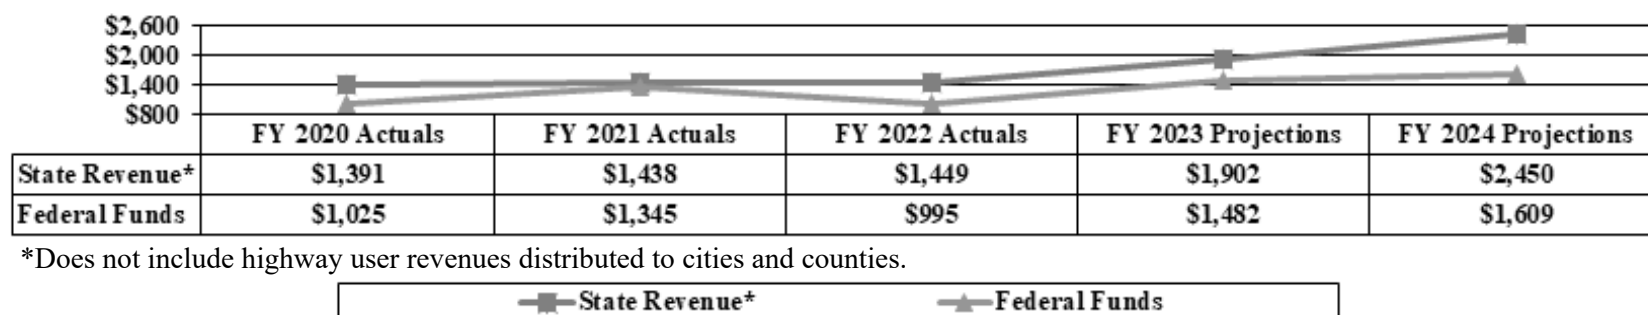 $2,600
$2,000
$1,400
$800
FY 2020 Actuals FY 2021 Actuals FY 2022 Actuals FY 2023 Projections FY 2024 Projections
State Revenue* $1,391 $1,438 $1,449 $1,902 $2,450
Federal Funds $1,025 $1,345 $995 $1,482 $1,609
*Does not include highway user revenues distributed to cities and counties.
State Revenue* Federal Funds